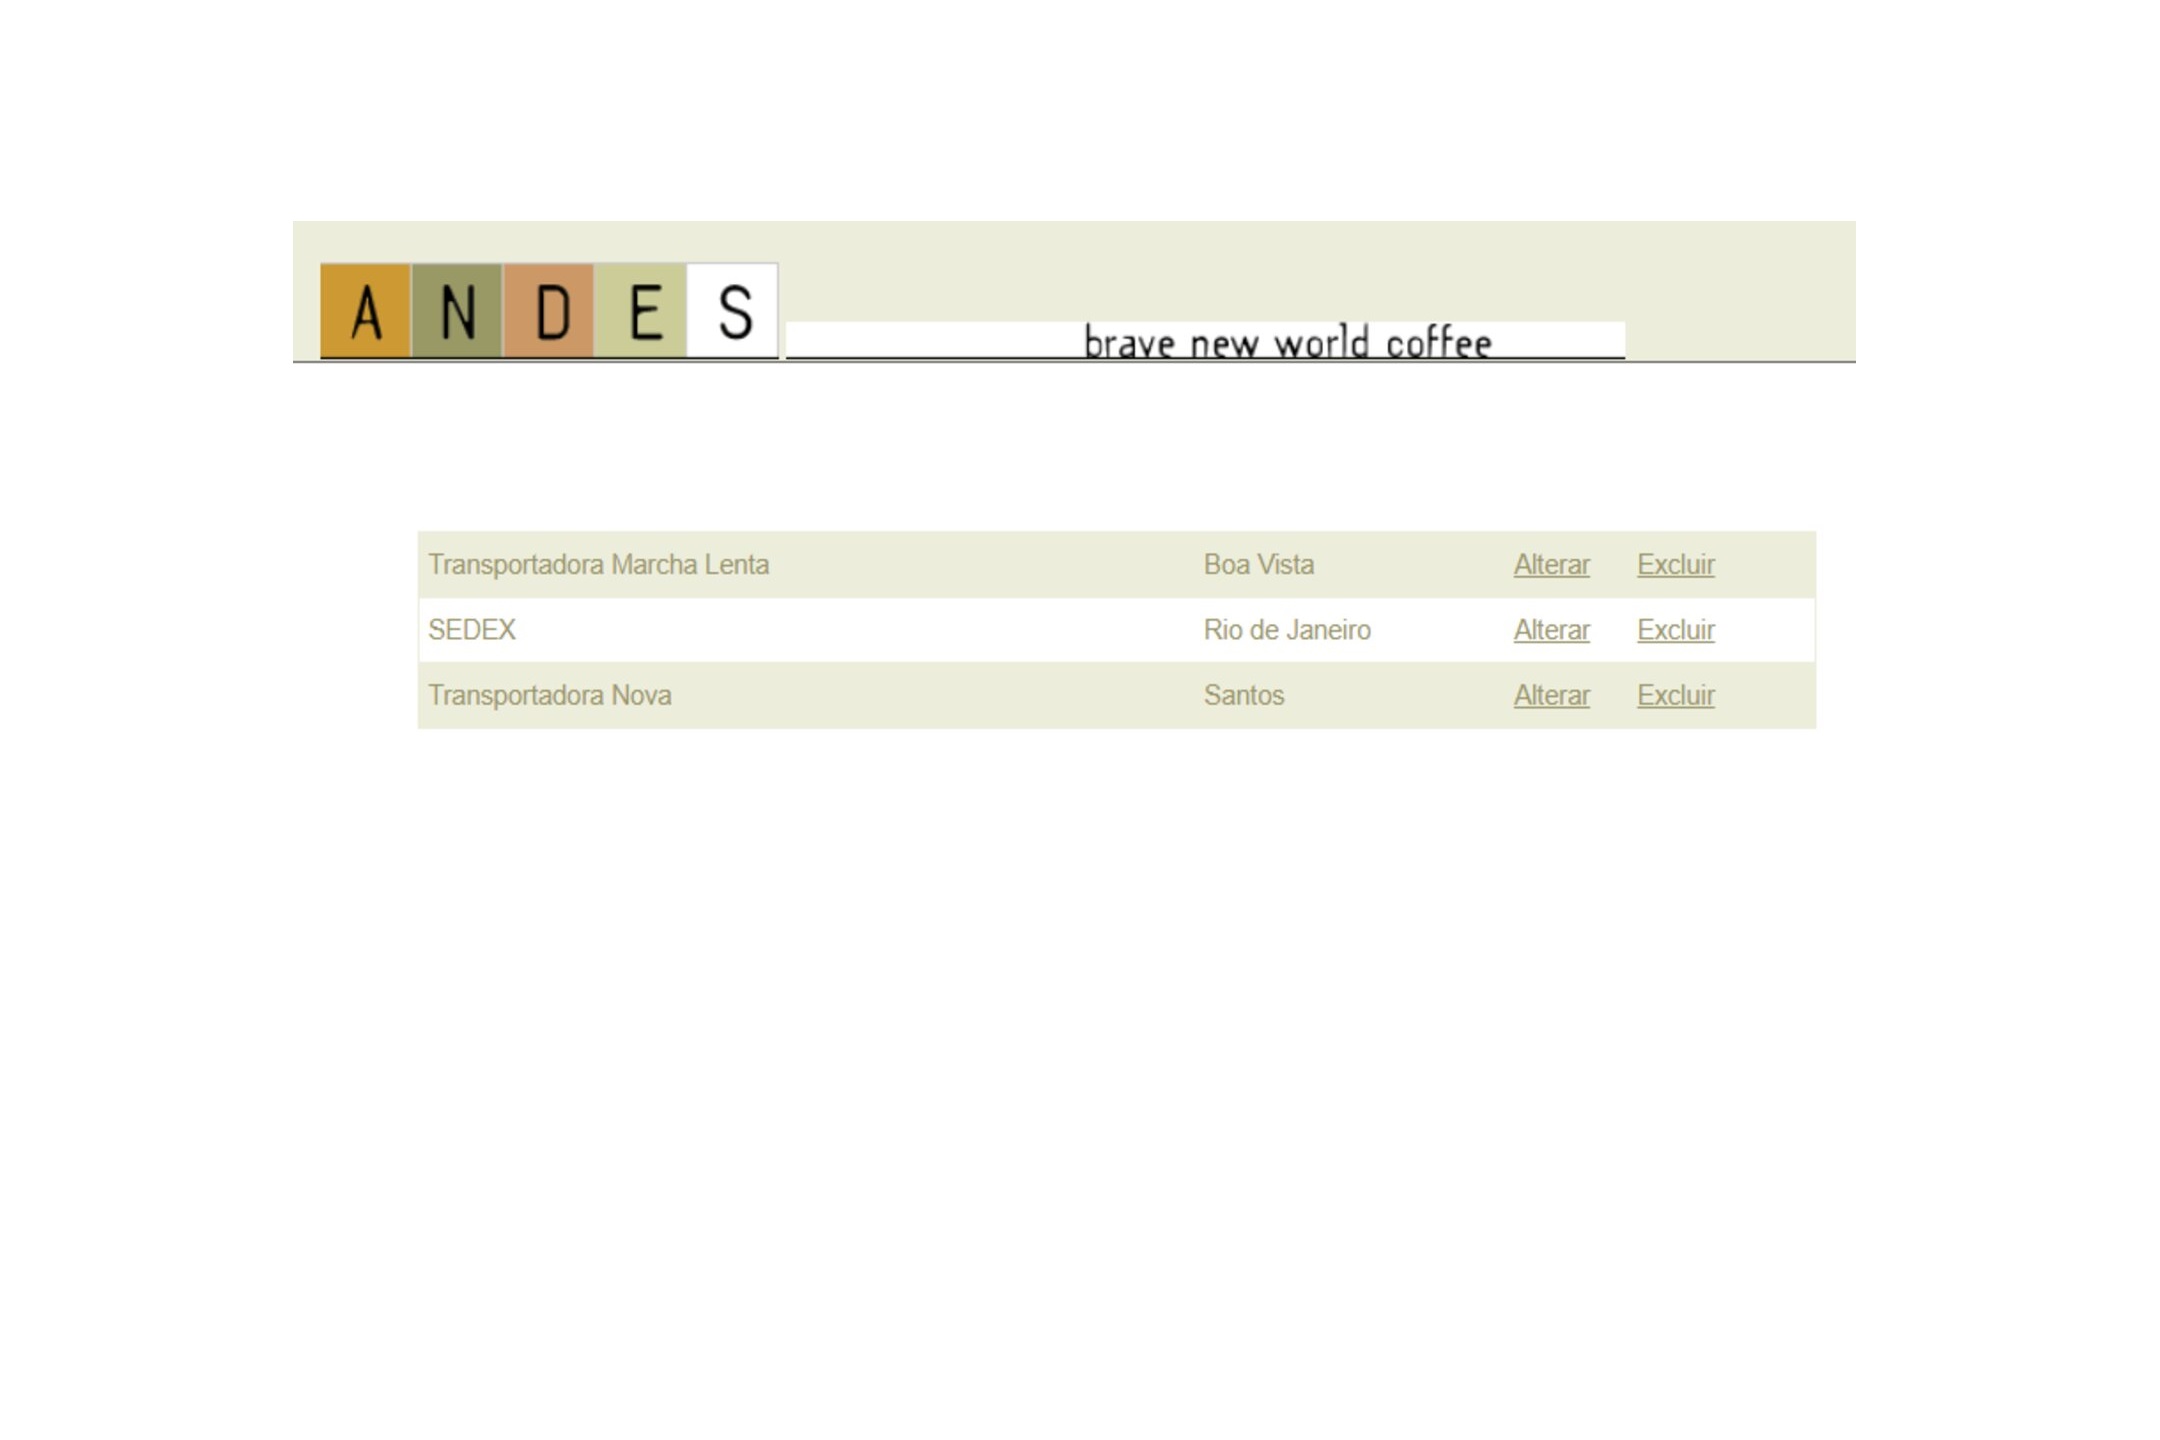 ANDES brave new world coffee
Transportadora Marcha Lenta Boa Vista Alterar Excluir
SEDEX Rio de Janeiro Alterar Excluir
Transportadora Nova Santos Alterar Excluir